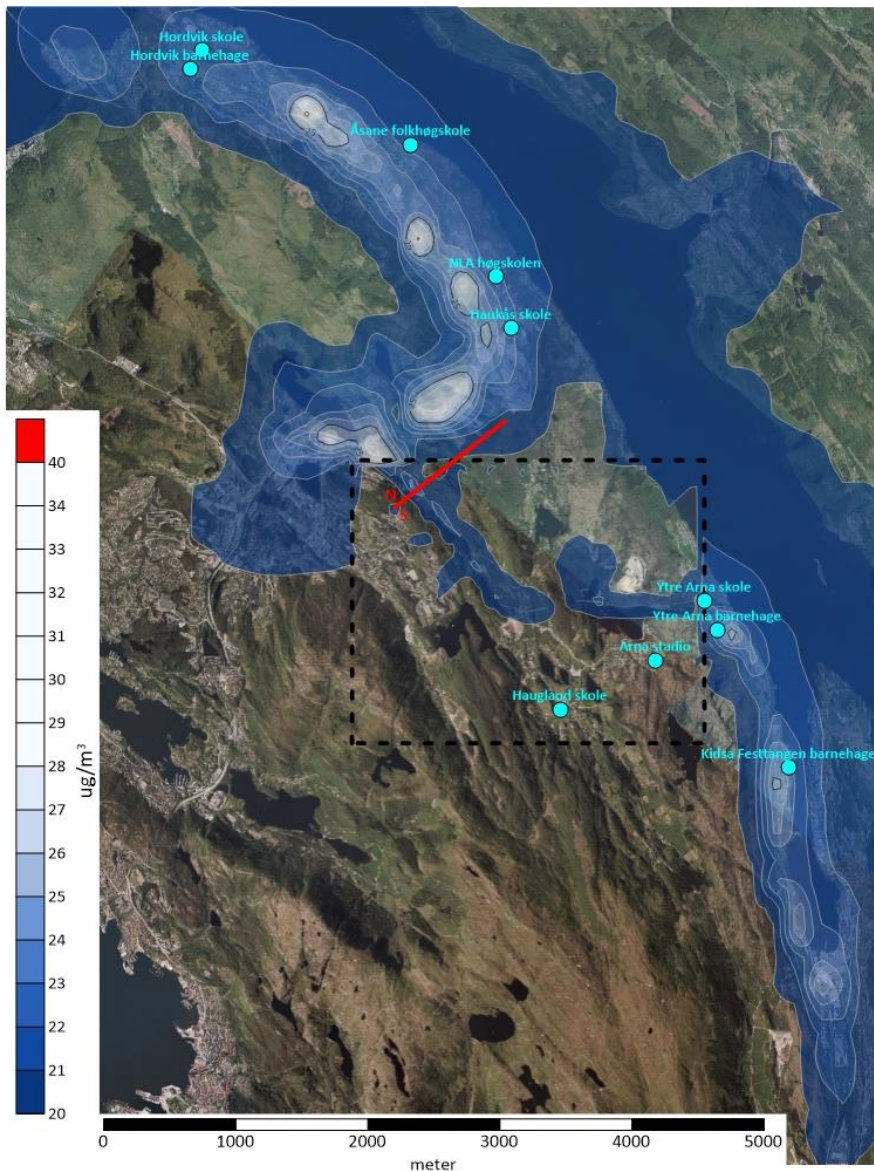 Hordvik skole
Hordvik barnehage
Åsane folkhøgskole
NLA høgskolen
Haukås skole
N
S
Ytre Arna skole
Ytre Arna barnehage
Arna stadio
Haugland skole
Kidsa Festtangen barnehage
40
34
33
32
31
30
29
28
27
26
25
24
23
22
21
20
ug/m³
0 1000 2000 3000 4000 5000
meter